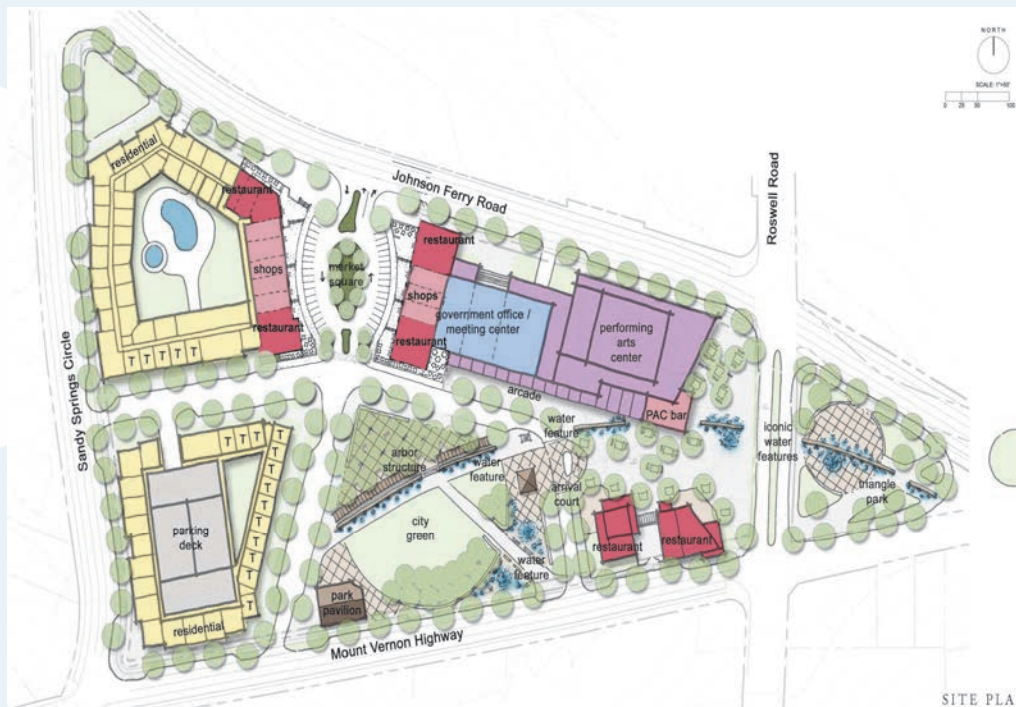 NORTH
SCALE: 1"=50'
0 25 50 100
residential
restaurant
shops
restaurant
Sandy Springs Circle
market
square
Johnson Ferry Road
Roswell Road
restaurant
shops
restaurant
government office /
meeting center
performing
arts
center
arcade
PAC bar
water
feature
iconic
water
features
triangle
park
arbor
structure
water
feature
arrival
court
city
green
water
feature
restaurant
restaurant
park
pavilion
parking
deck
residential
T T T T
T T T
T
T
T
T
T
T
T
T
T
T
Mount Vernon Highway
SITE PLA